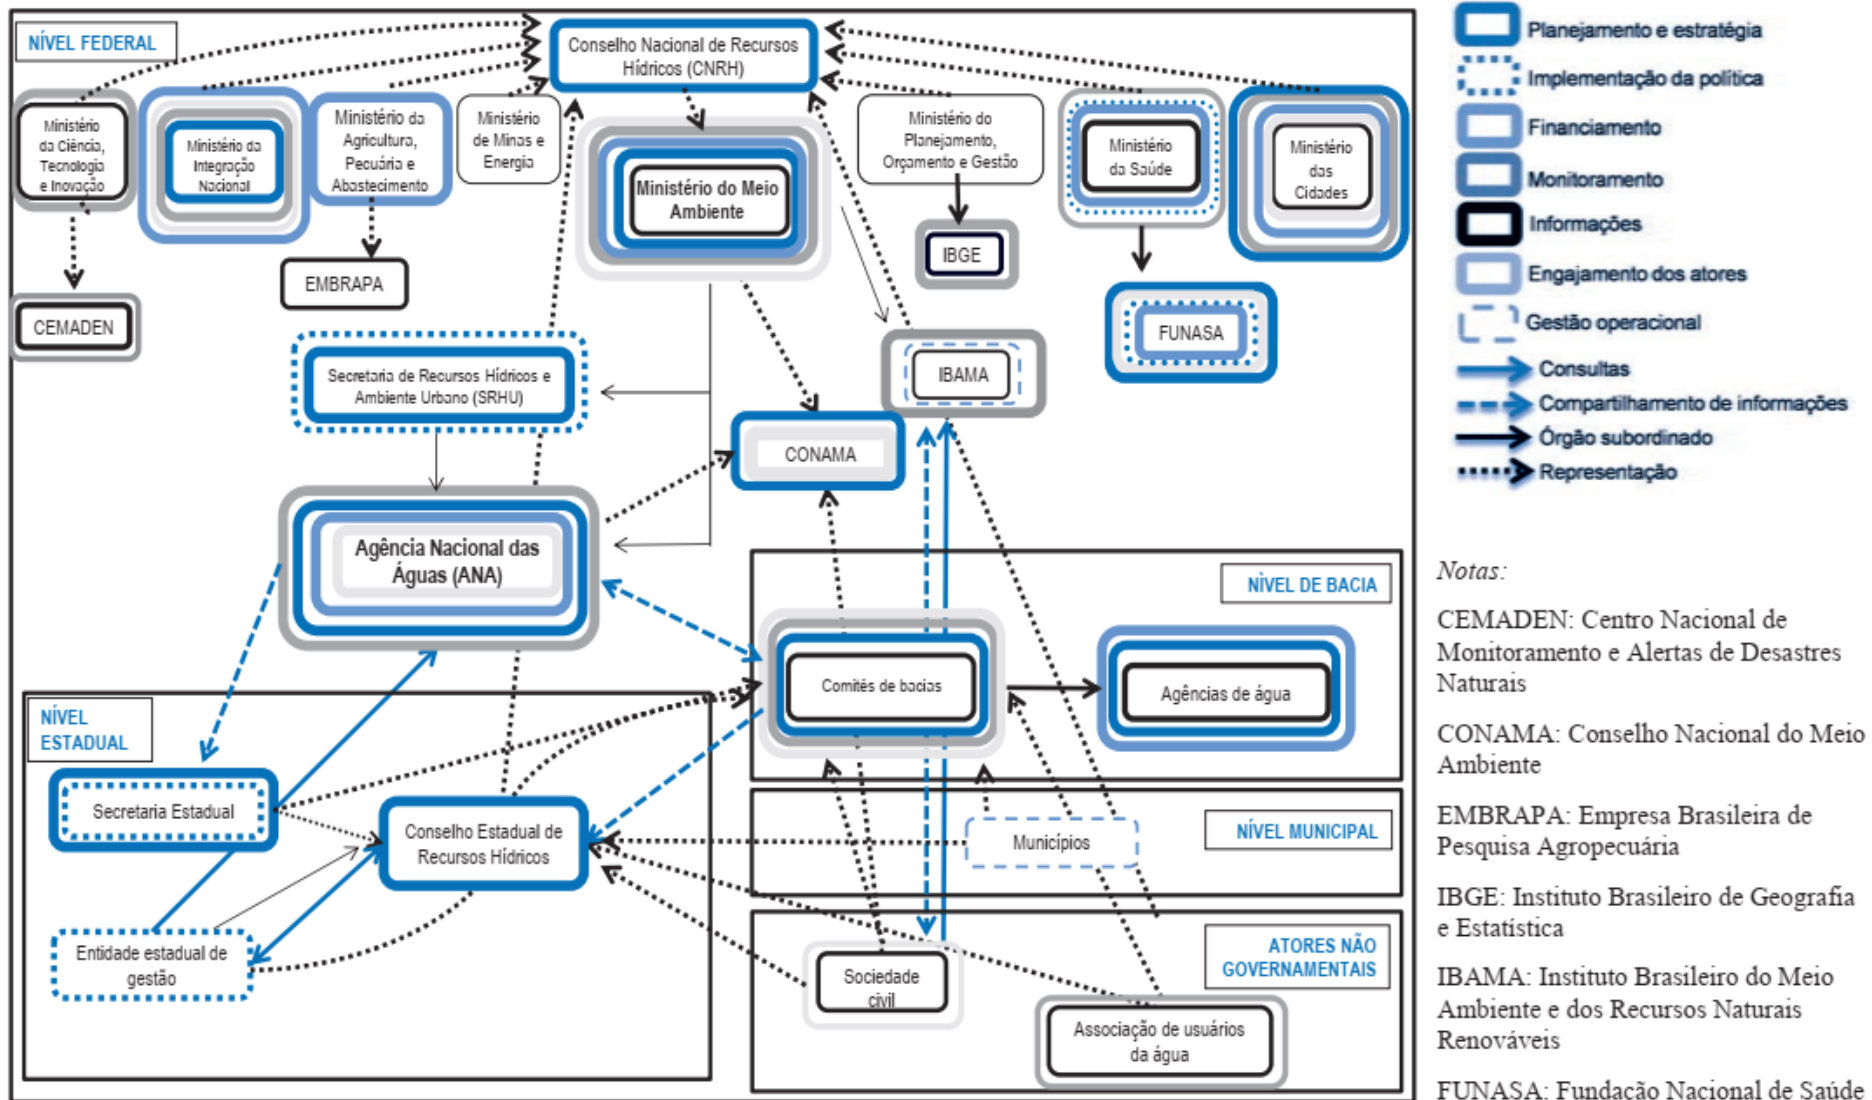 NÍVEL FEDERAL
Conselho Nacional de Recursos
Hídricos (CNRH)
Ministério
da Ciência,
Tecnologia
e Inovação
Ministério da
Integração
Nacional
Ministério da
Agricultura,
Pecuária e
Abastecimento
Ministério
de Minas e
Energia
Ministério do Meio
Ambiente
Ministério do
Planejamento,
Orçamento e Gestão
Ministério
da Saúde
Ministério
das
Cidades
CEMADEN
EMBRAPA
IBGE
FUNASA
Secretaria de Recursos Hídricos e
Ambiente Urbano (SRHU)
IBAMA
CONAMA
Agência Nacional das
Águas (ANA)
NÍVEL DE BACIA
Comitês de bacias
Agências de água
NÍVEL
ESTADUAL
Secretaria Estadual
Conselho Estadual de
Recursos Hídricos
Entidade estadual de
gestão
NÍVEL MUNICIPAL
Municípios
ATORES NÃO
GOVERNAMENTAIS
Sociedade
civil
Associação de usuários
da água
Planejamento e estratégia
Implementação da política
Financiamento
Monitoramento
Informações
Engajamento dos atores
Gestão operacional
Consultas
Compartilhamento de informações
Órgão subordinado
Representação
Notas:
CEMADEN: Centro Nacional de
Monitoramento e Alertas de Desastres
Naturais
CONAMA: Conselho Nacional do Meio
Ambiente
EMBRAPA: Empresa Brasileira de
Pesquisa Agropecuária
IBGE: Instituto Brasileiro de Geografia
e Estatística
IBAMA: Instituto Brasileiro do Meio
Ambiente e dos Recursos Naturais
Renováveis
FUNASA: Fundação Nacional de Saúde